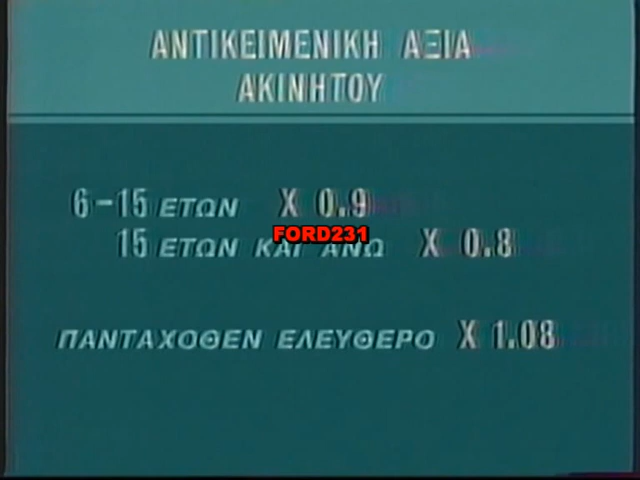 ΑΝΤΙΚΕΙΜΕΝΙΚΗ ΑΞΙΑ
ΑΚΙΝΗΤΟΥ
6-15 ΕΤΩΝ Χ 0.9
FORD231
15 ΕΤΩΝ ΚΑΙ ΑΝΩ Χ 0.8
ΠΑΝΤΑΧΟΘΕΝ ΕΛΕΥΘΕΡΟ Χ 1.08